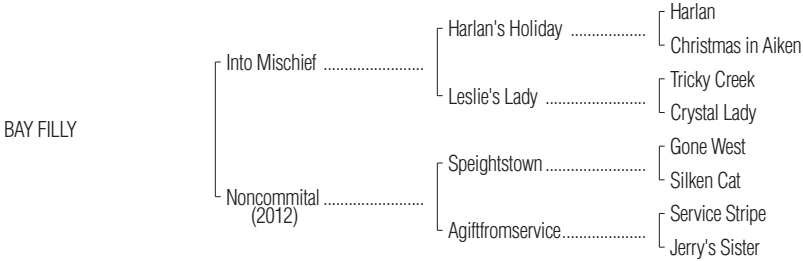 Harlan
Harlan's Holiday ..................
Christmas in Aiken
Into Mischief ........................
Tricky Creek
Leslie's Lady ........................
Crystal Lady
BAY FILLY
Gone West
Speightstown ........................
Silken Cat
Noncommital ........................
(2012)
Service Stripe
Agiftfromservice....................
Jerry's Sister